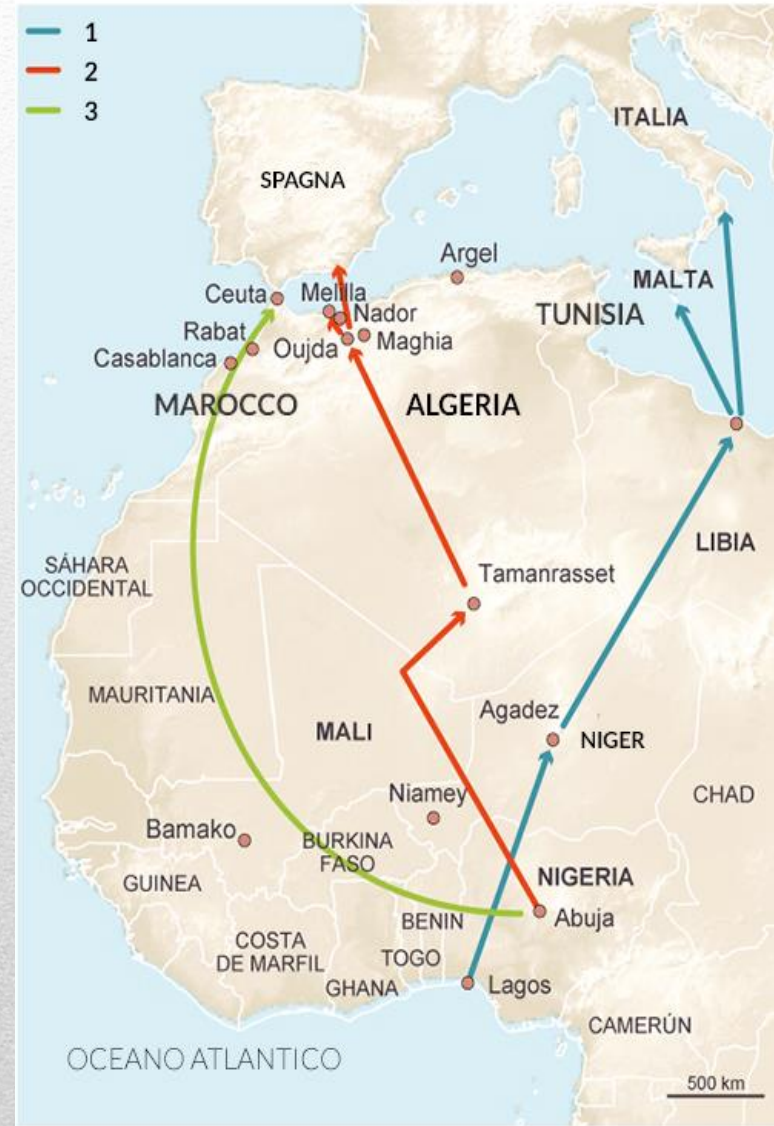 1
2
3
ITALIA
SPAGNA
Argel
MALTA
Ceuta
Melilla
Nador
TUNISIA
Rabat
Oujda
Maghia
Casablanca
MAROCCO
ALGERIA
LIBIA
SÁHARA
OCCIDENTAL
Tamanrasset
MAURITANIA
Agadez
MALI
NIGER
Niamey
CHAD
Bamako
BURKINA
FASO
GUINEA
NIGERIA
BENIN
Abuja
COSTA
DE MARFIL
TOGO
GHANA
Lagos
CAMERÚN
OCEANO ATLANTICO
500 km